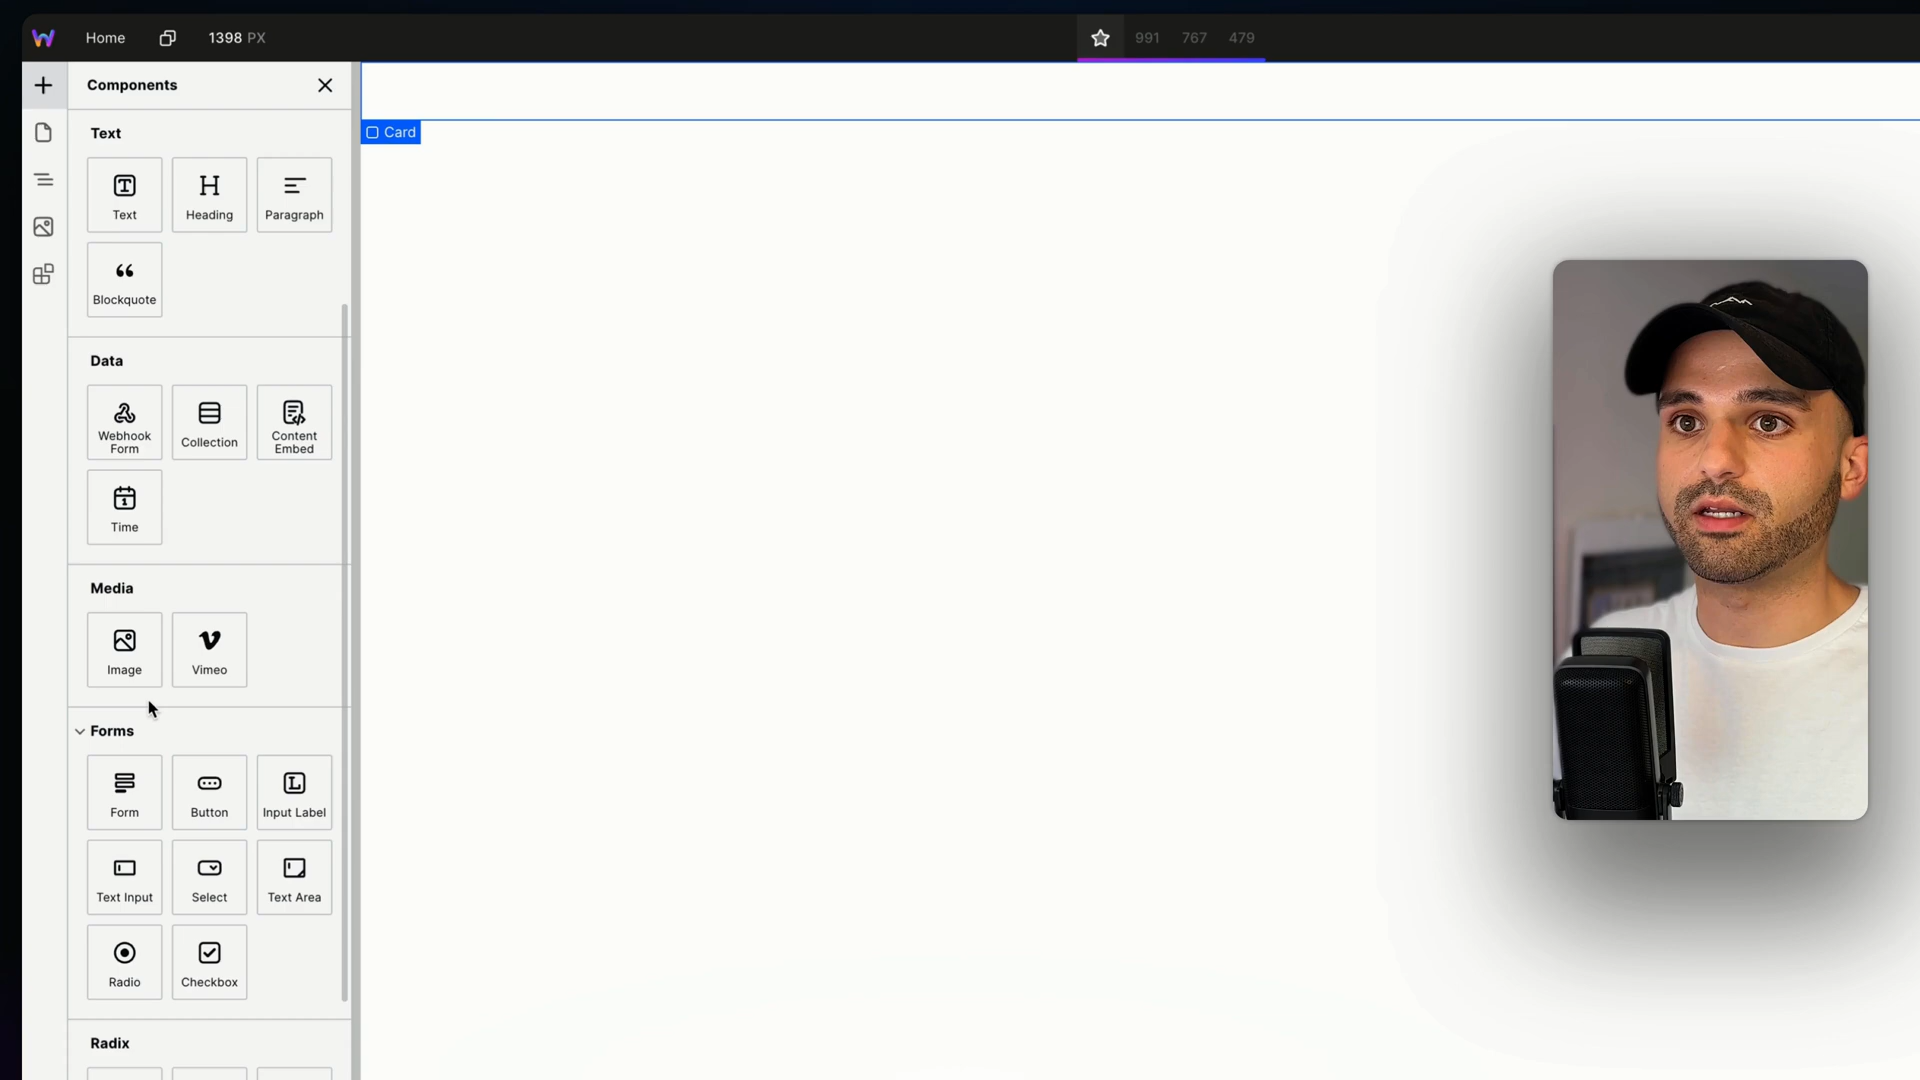 Home
1398 PX
991
767
479
Components
Card
Text
Text
Heading
Paragraph
Blockquote
Data
Webhook
Form
Collection
Content
Embed
Time
Media
Image
Vimeo
Forms
Form
Button
Input Label
Text Input
Select
Text Area
Radio
Checkbox
Radix